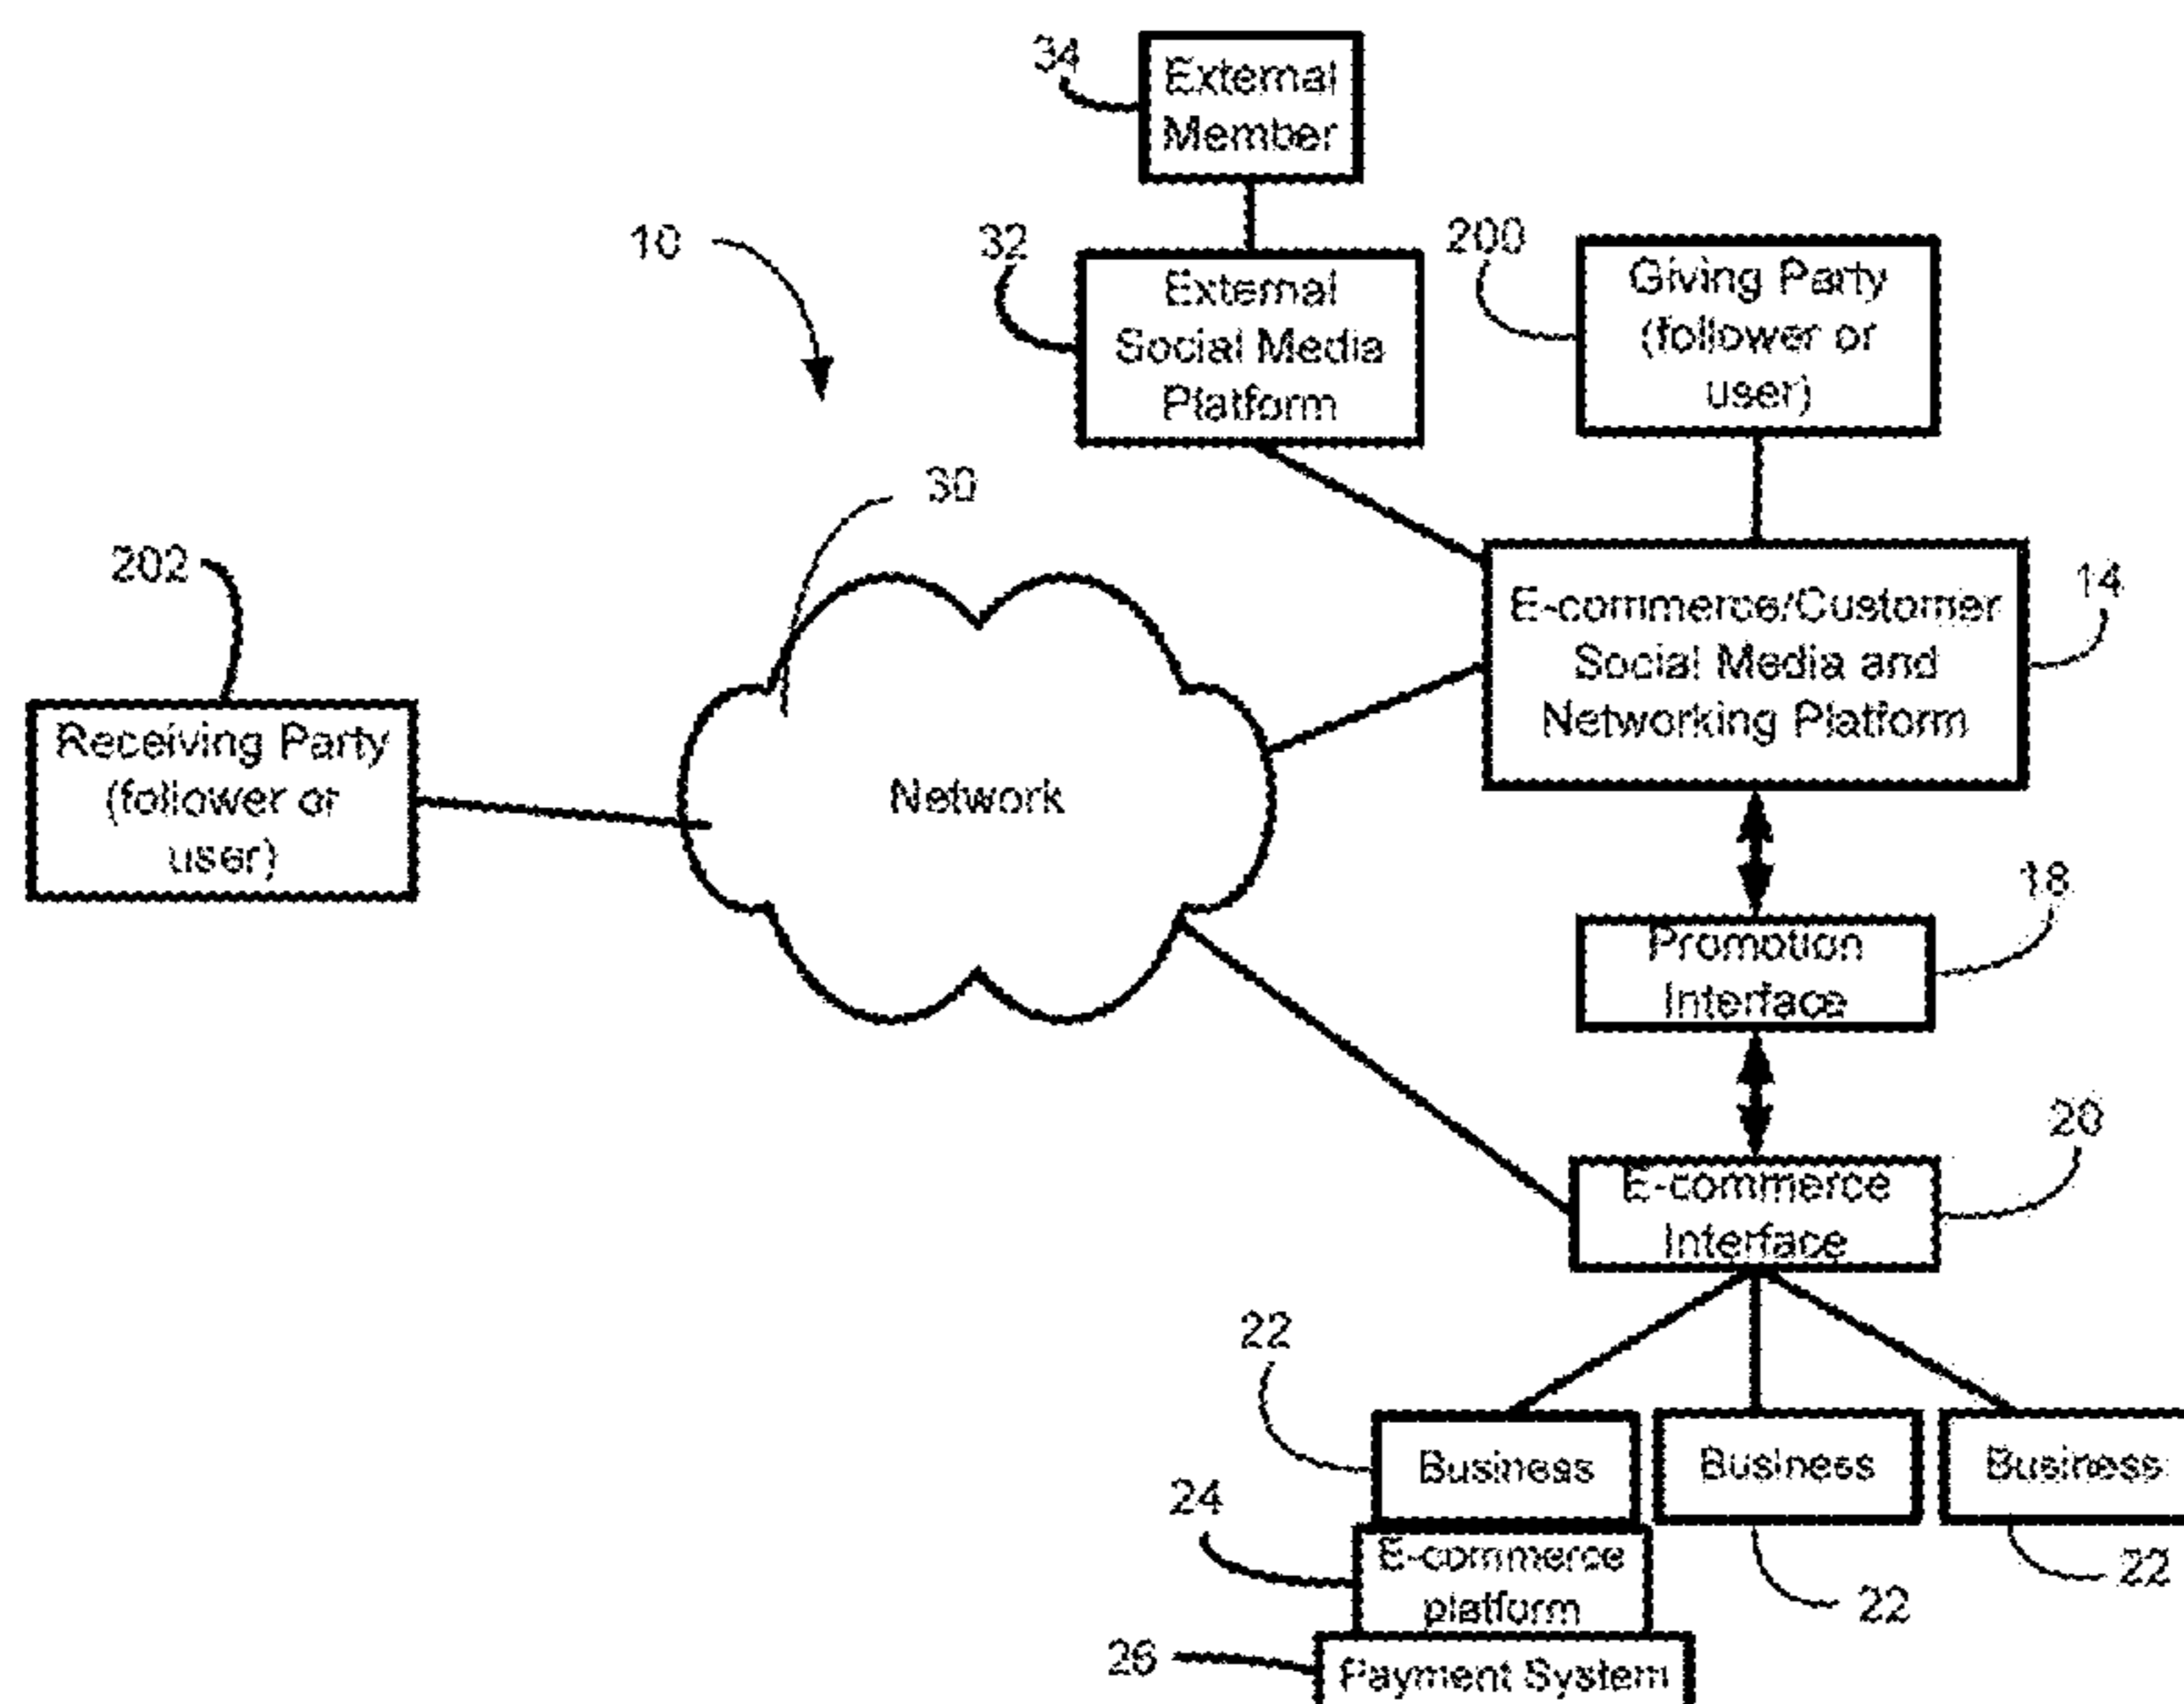 34
External
Member
10
32
External
Social Media
Platform
200
Giving Party
(follower or
user)
30
202
Receiving Party
(follower or
user)
Network
E-commerce/Customer
Social Media and
Networking Platform
14
Promotion
Interface
18
E-commerce
Interface
20
22
Business
Business
Business
24
E-commerce
platform
22
22
26
Payment System